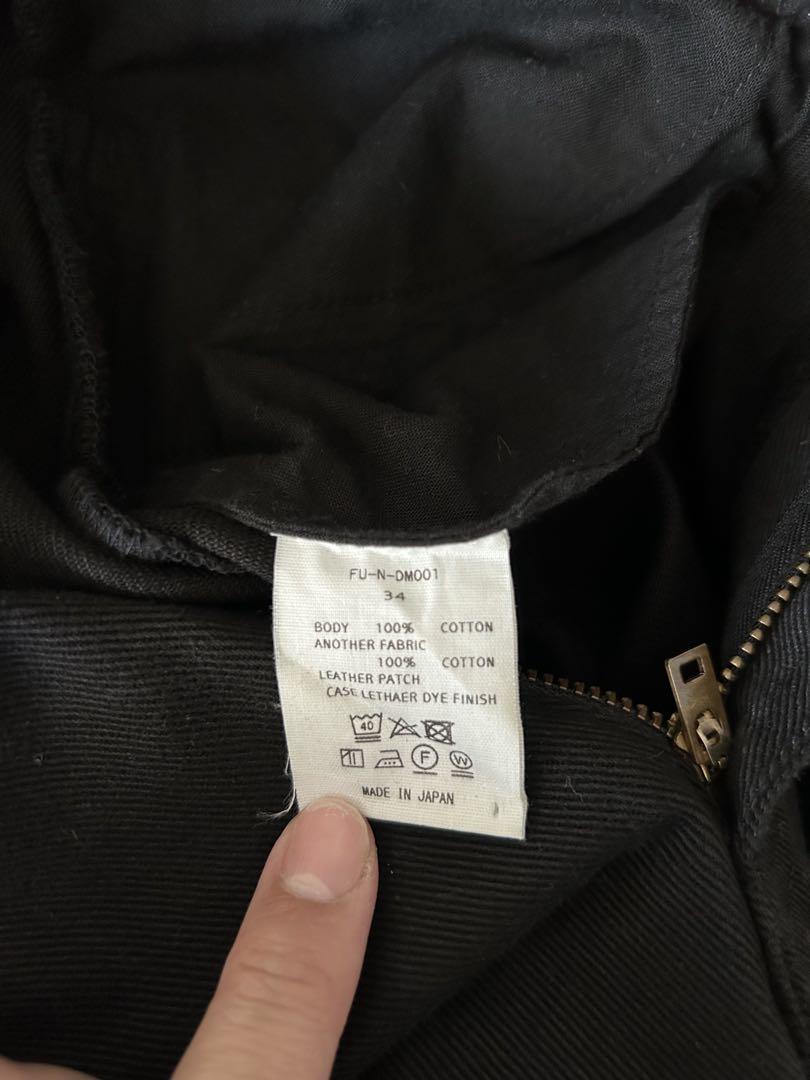 FU-N-DM001
34
BODY 100% COTTON
ANOTHER FABRIC
100% COTTON
LEATHER PATCH
CASE LETHAER DYE FINISH
40
F W
MADE IN JAPAN